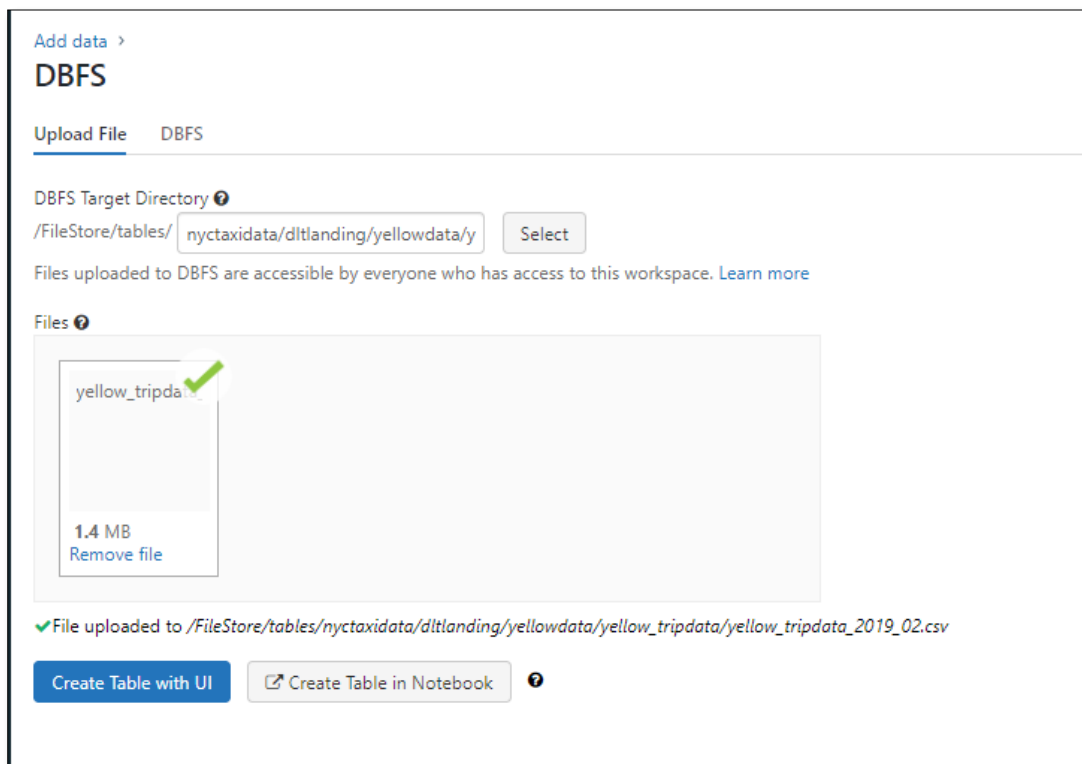 Add data >
DBFS
Upload File DBFS
DBFS Target Directory ?
/FileStore/tables/ nyctaxidata/dltlanding/yellowdata/y Select
Files uploaded to DBFS are accessible by everyone who has access to this workspace. Learn more
Files ?
yellow_tripdata_
1.4 MB
Remove file
File uploaded to /FileStore/tables/nyctaxidata/dltlanding/yellowdata/yellow_tripdata/yellow_tripdata_2019_02.csv
Create Table with UI Create Table in Notebook ?